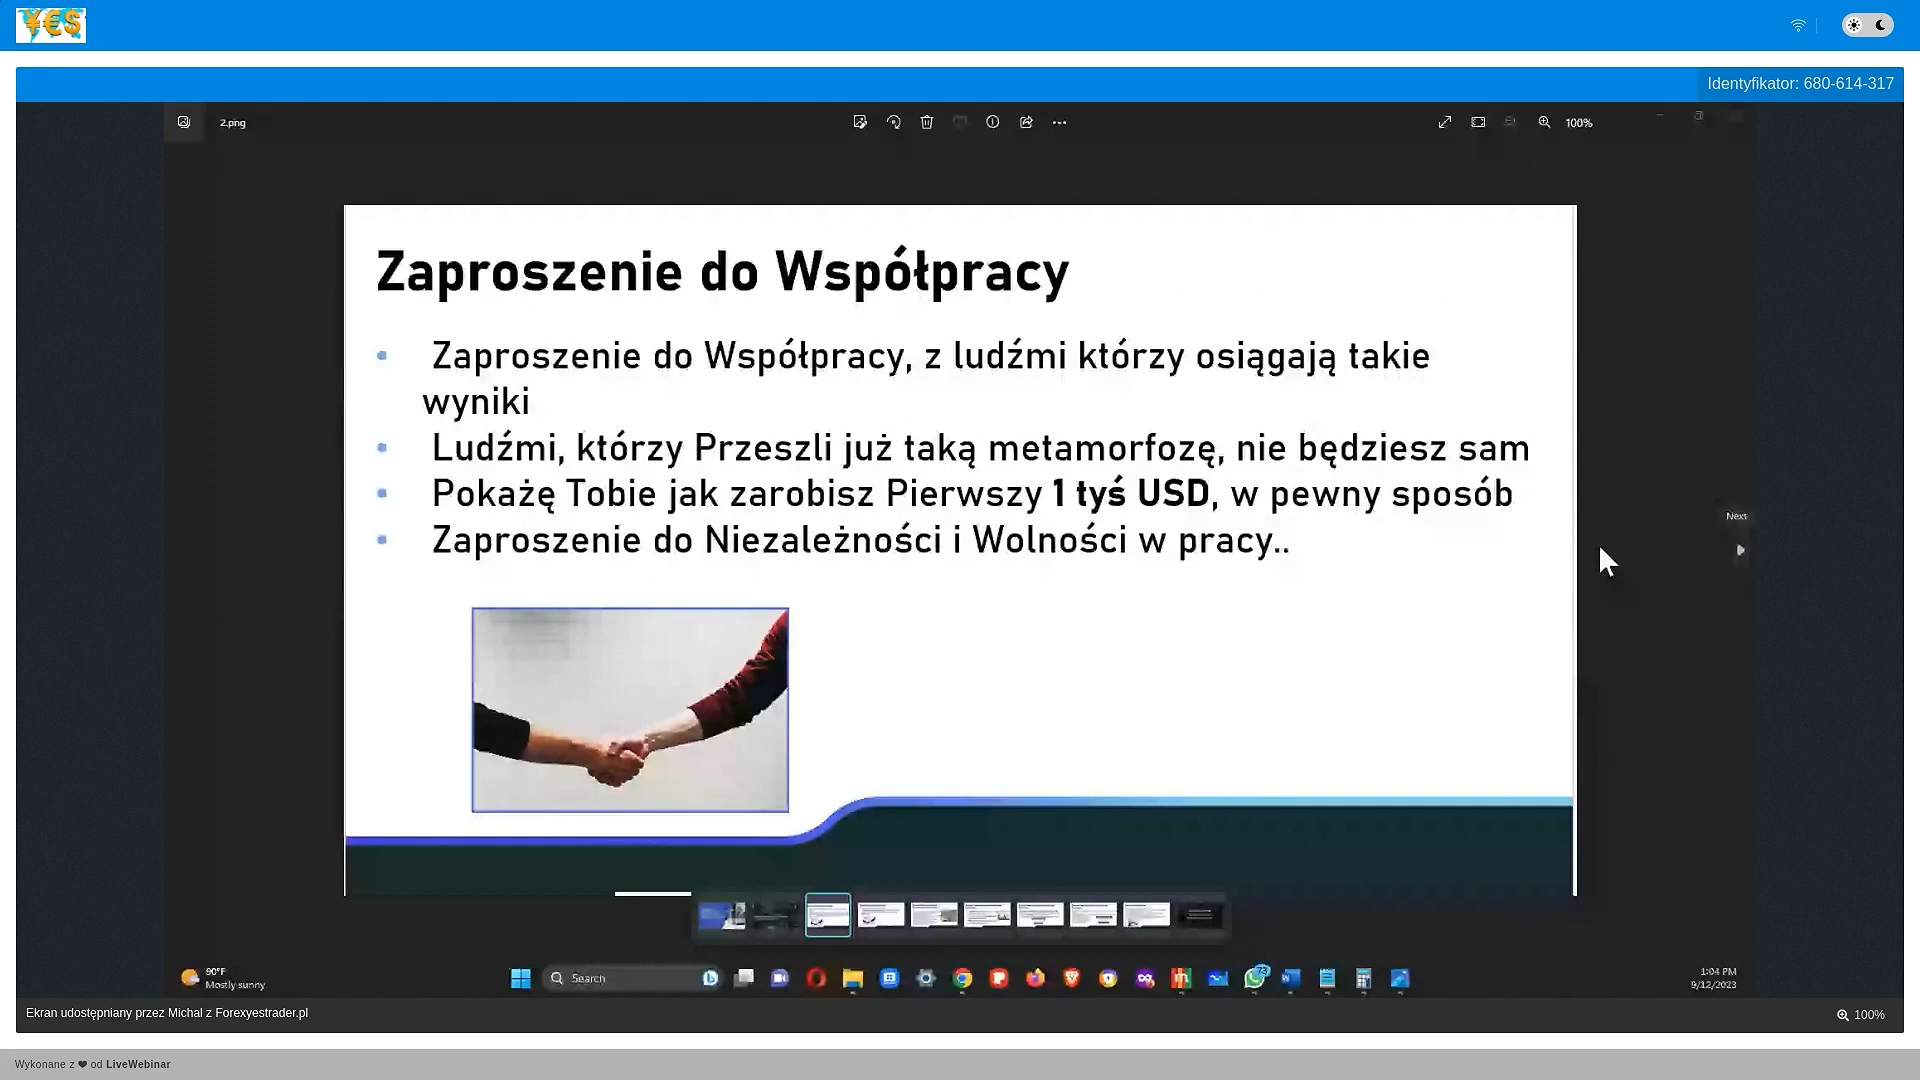 ¥€$
Identyfikator: 680-614-317
2.png
100%
Zaproszenie do Współpracy
Zaproszenie do Współpracy, z ludźmi którzy osiągają takie
wyniki
Ludźmi, którzy Przeszli już taką metamorfozę, nie będziesz sam
Pokażę Tobie jak zarobisz Pierwszy 1 tyś USD, w pewny sposób
Zaproszenie do Niezależności i Wolności w pracy..
Next
90°F
Mostly sunny
Search
73
1:04 PM
9/12/2023
Ekran udostępniany przez Michal z Forexyestrader.pl
100%
Wykonane z ❤ od LiveWebinar